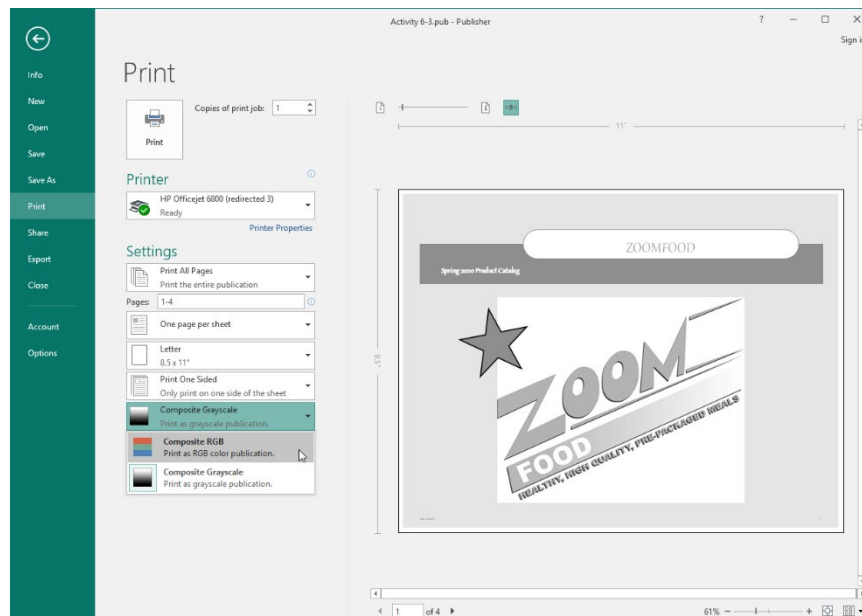 Activity 6-3.pub - Publisher
?
Sign i
Info
New
Open
Save
Save As
Print
Share
Export
Close
Account
Options
Print
Print
Copies of print job: 1
Printer
HP Officejet 6800 (redirected 3)
Ready
Printer Properties
Settings
Print All Pages
Print the entire publication
Pages: 1-4
One page per sheet
Letter
8.5 x 11"
Print One Sided
Only print on one side of the sheet
Composite Grayscale
Print as grayscale publication.
Composite RGB
Print as RGB color publication.
Composite Grayscale
Print as grayscale publication.
11"
8.5"
ZOOMFOOD
Spring 2020 Product Catalog
ZOOM
FOOD
HEALTHY, HIGH QUALITY, PRE-PACKAGED MEALS
1 of 4
61%